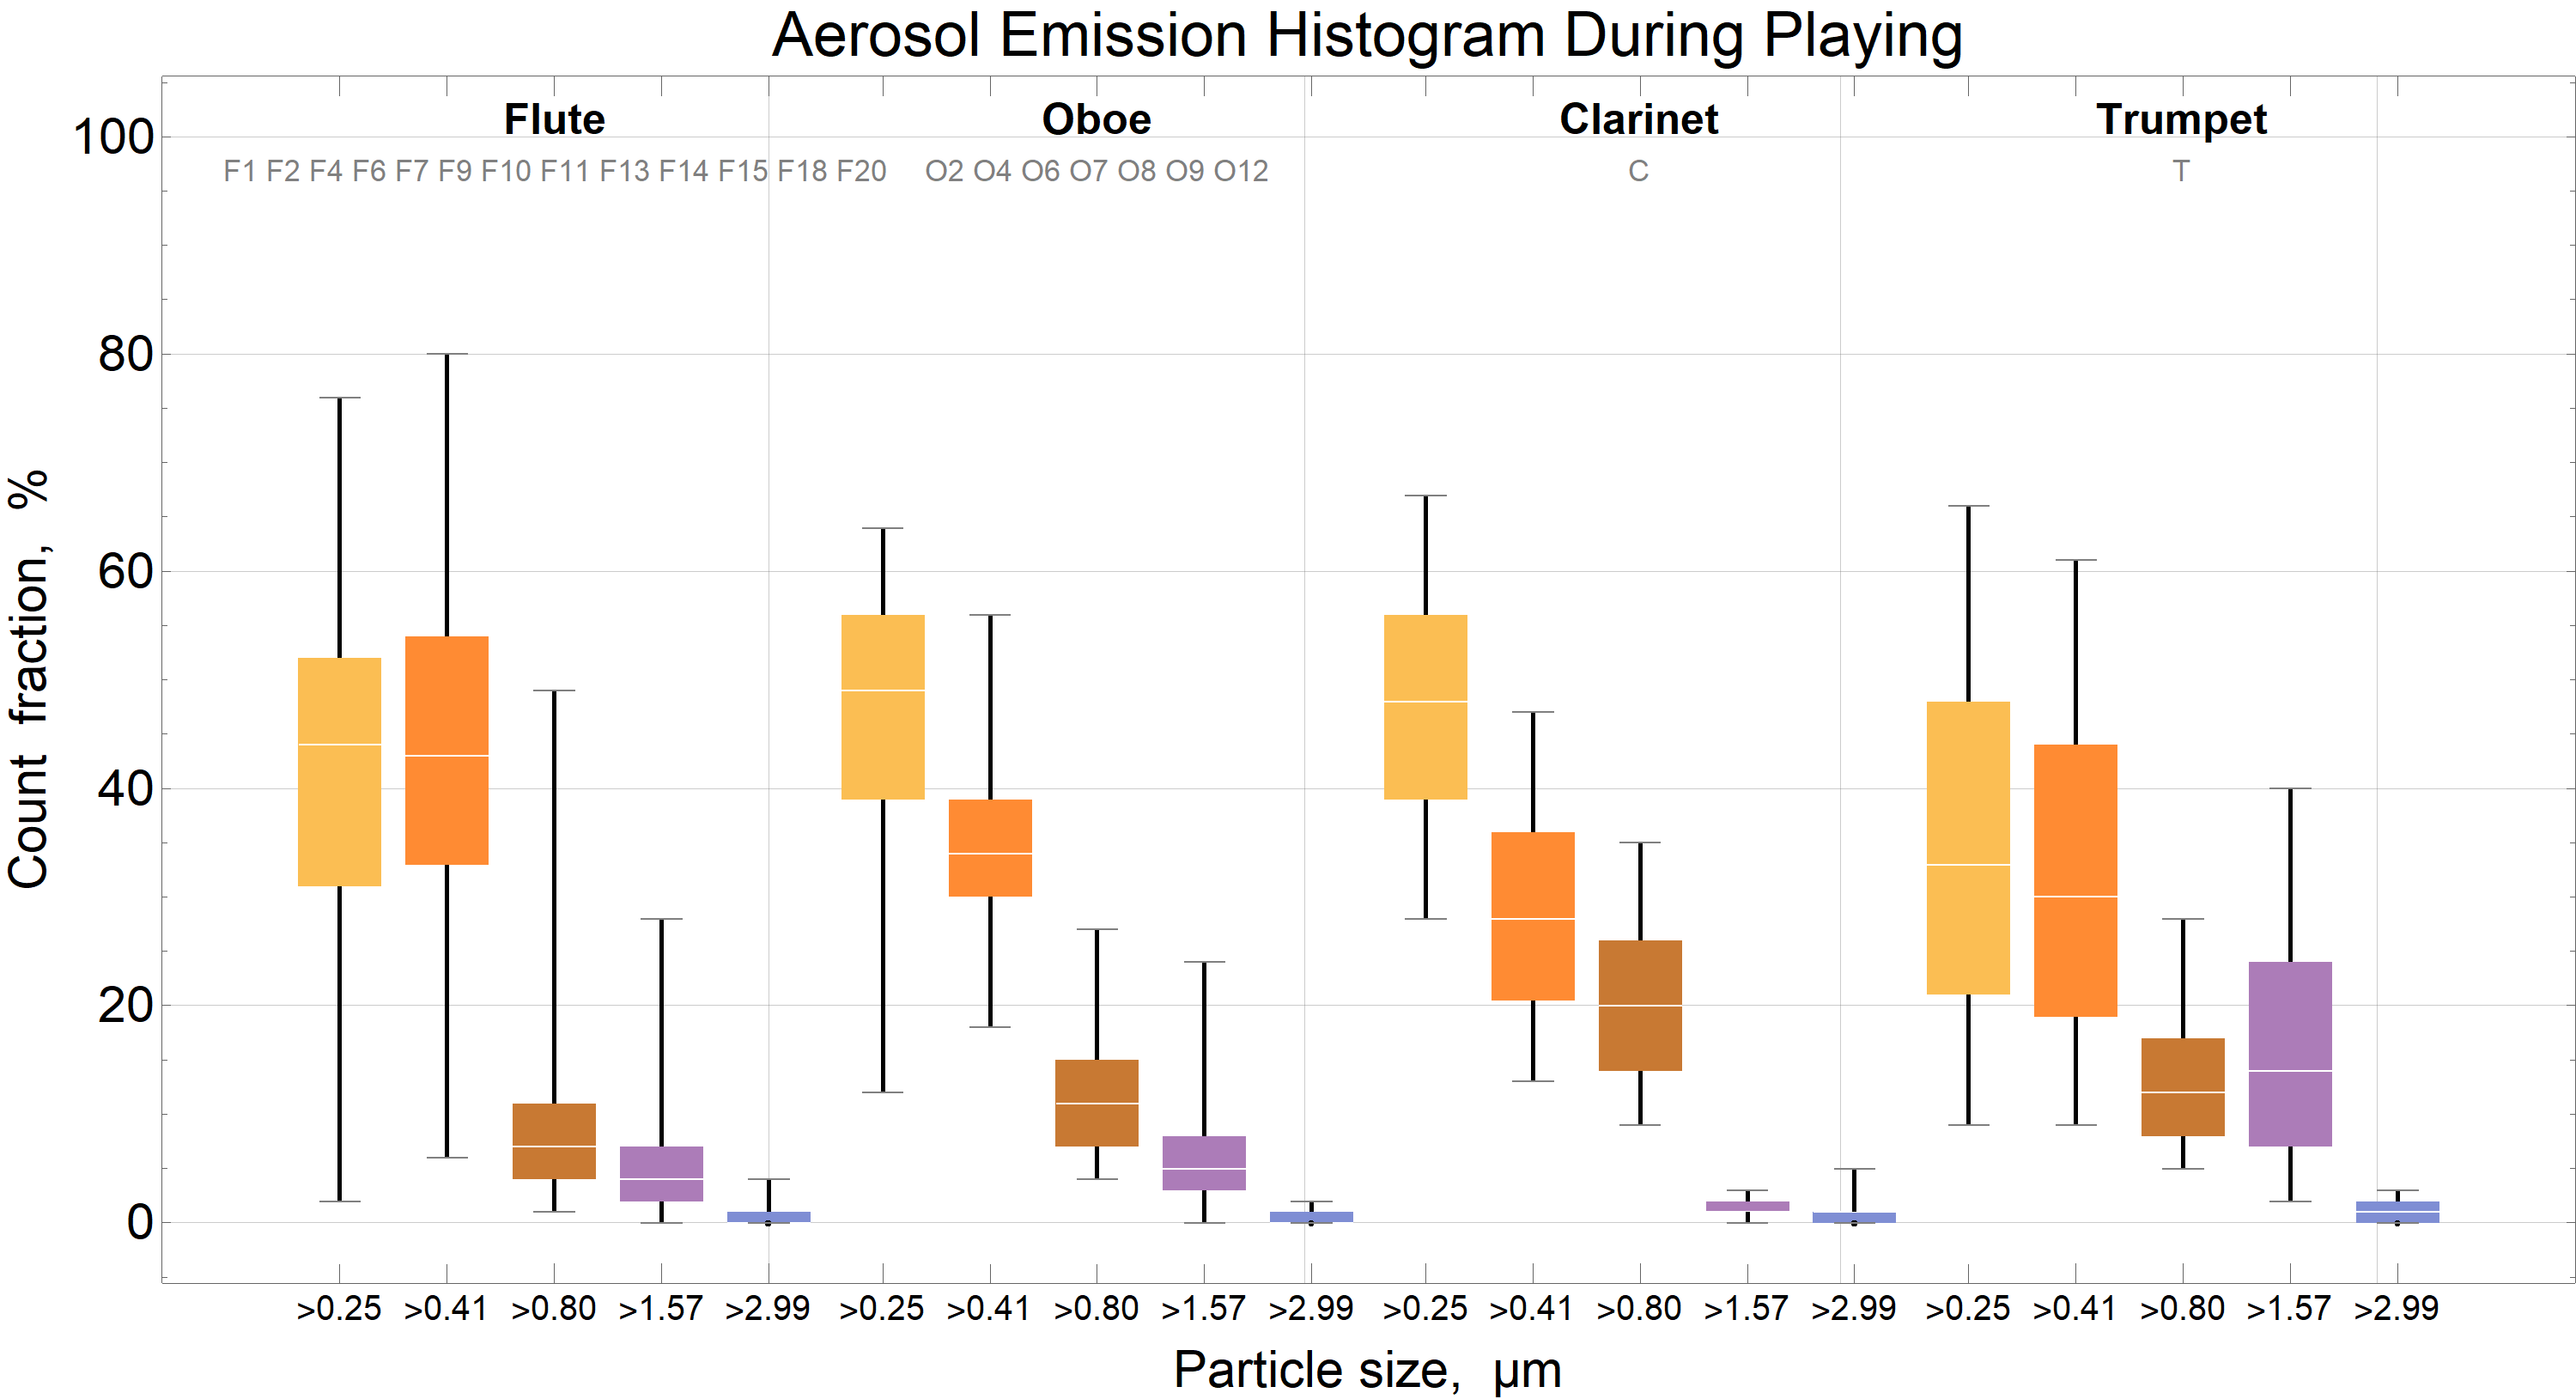 Aerosol Emission Histogram During Playing
Flute Oboe Clarinet Trumpet
F1 F2 F4 F6 F7 F9 F10 F11 F13 F14 F15 F18 F20 O2 O4 O6 O7 O8 O9 O12 C T
100
80
60
40
20
0
Count fraction, %
>0.25 >0.41 >0.80 >1.57 >2.99 >0.25 >0.41 >0.80 >1.57 >2.99 >0.25 >0.41 >0.80 >1.57 >2.99 >0.25 >0.41 >0.80 >1.57 >2.99
Particle size, μm